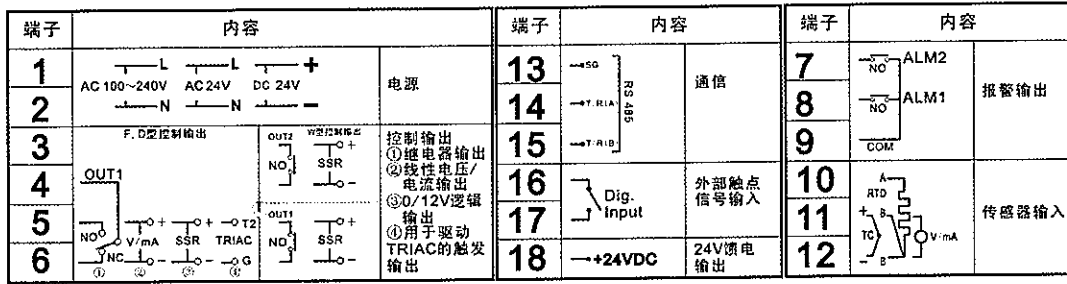 端子 内容
1
2
AC 100~240V L N
AC 24V L N
DC 24V + −
电源
3
4
5
6
F. D型控制输出
OUT1
NO
NC
①
+ V/mA −
②
+ SSR −
③
T2 TRIAC G
④
W型控制输出
OUT2
NO
+ SSR −
OUT1
NO
+ SSR −
控制输出
①继电器输出
②线性电压/
电流输出
③0/12V逻辑
输出
④用于驱动
TRIAC的触发
输出
端子 内容
13 SG
14 T.R(A)
15 T.R(B)
RS 485
通信
16
17
Dig.
input
外部触点
信号输入
18 +24VDC
24V馈电
输出
端子 内容
7 NO ALM2
8 NO ALM1
9 COM
报警输出
10
11
12
A
RTD
B
B
+
TC
−
V/mA
传感器输入